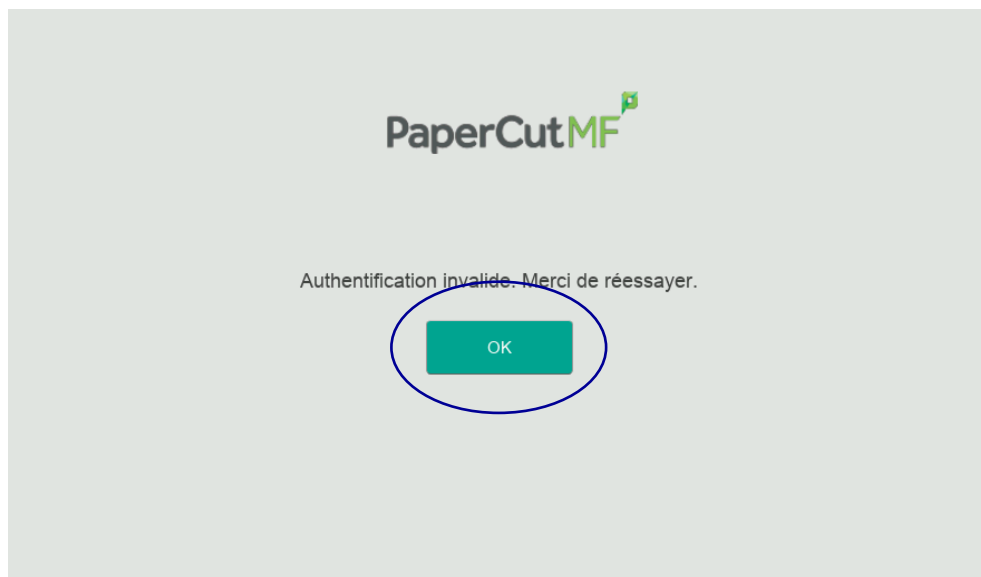 PaperCutMF
Authentification invalide. Merci de réessayer.
OK